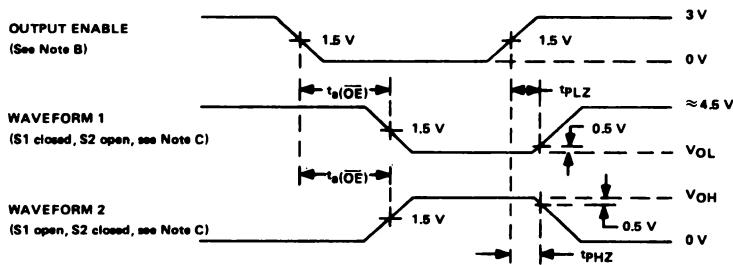 OUTPUT ENABLE
(See Note B)
1.5 V
1.5 V
3 V
0 V
ta(O̅E̅)
tPLZ
WAVEFORM 1
(S1 closed, S2 open, see Note C)
1.5 V
0.5 V
≈4.5 V
VOL
ta(O̅E̅)
WAVEFORM 2
(S1 open, S2 closed, see Note C)
1.5 V
VOH
0.5 V
0 V
tPHZ